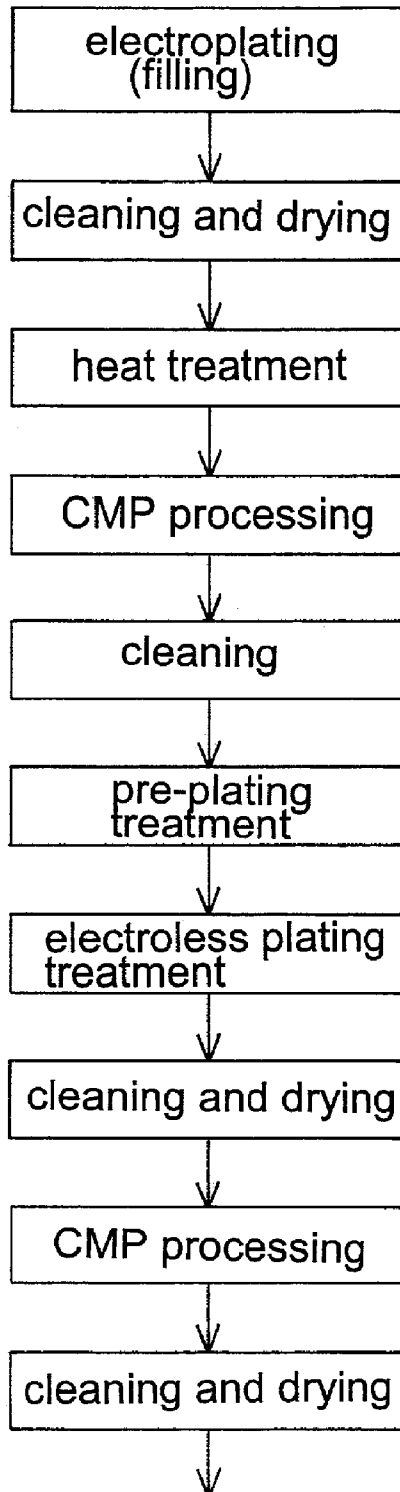 electroplating
(filling)
cleaning and drying
heat treatment
CMP processing
cleaning
pre-plating
treatment
electroless plating
treatment
cleaning and drying
CMP processing
cleaning and drying